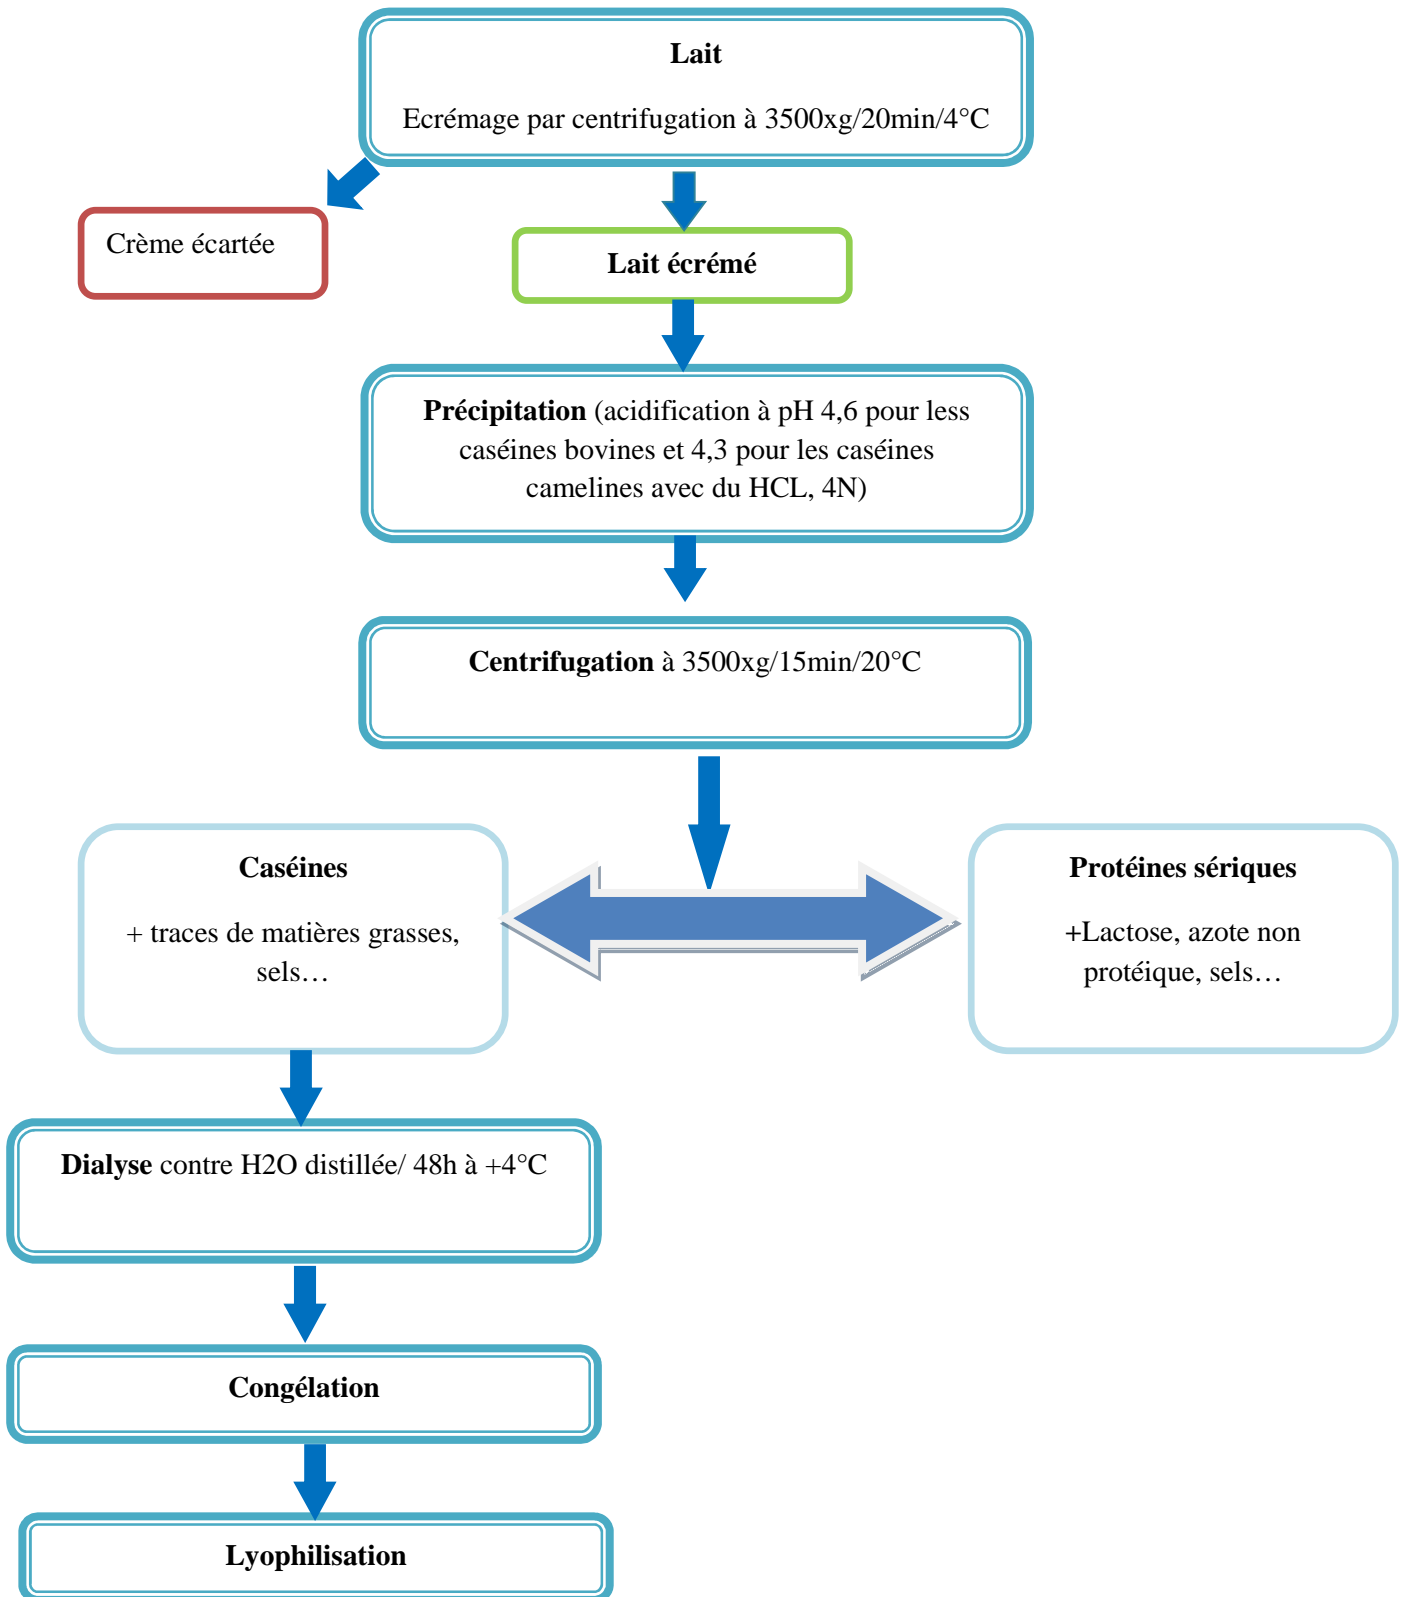 Lait
Ecrémage par centrifugation à 3500xg/20min/4°C
Crème écartée
Lait écrémé
Précipitation (acidification à pH 4,6 pour less
caséines bovines et 4,3 pour les caséines
camelines avec du HCL, 4N)
Centrifugation à 3500xg/15min/20°C
Caséines
+ traces de matières grasses,
sels…
Protéines sériques
+Lactose, azote non
protéique, sels…
Dialyse contre H2O distillée/ 48h à +4°C
Congélation
Lyophilisation